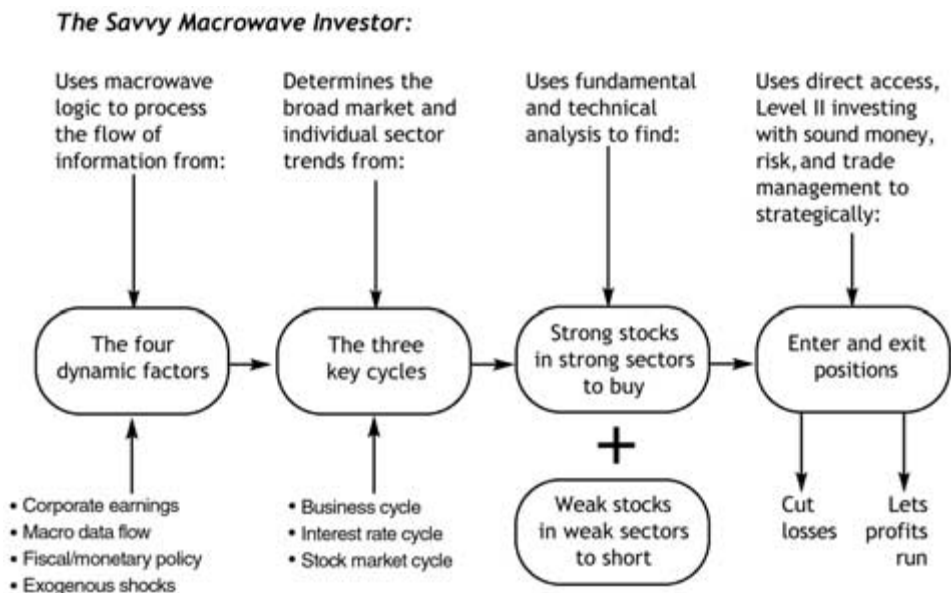 The Savvy Macrowave Investor:
Uses macrowave
logic to process
the flow of
information from:
Determines the
broad market and
individual sector
trends from:
Uses fundamental
and technical
analysis to find:
Uses direct access,
Level II investing
with sound money,
risk, and trade
management to
strategically:
The four
dynamic factors
The three
key cycles
Strong stocks
in strong sectors
to buy
Enter and exit
positions
+
• Corporate earnings
• Macro data flow
• Fiscal/monetary policy
• Exogenous shocks
• Business cycle
• Interest rate cycle
• Stock market cycle
Weak stocks
in weak sectors
to short
Cut
losses
Lets
profits
run